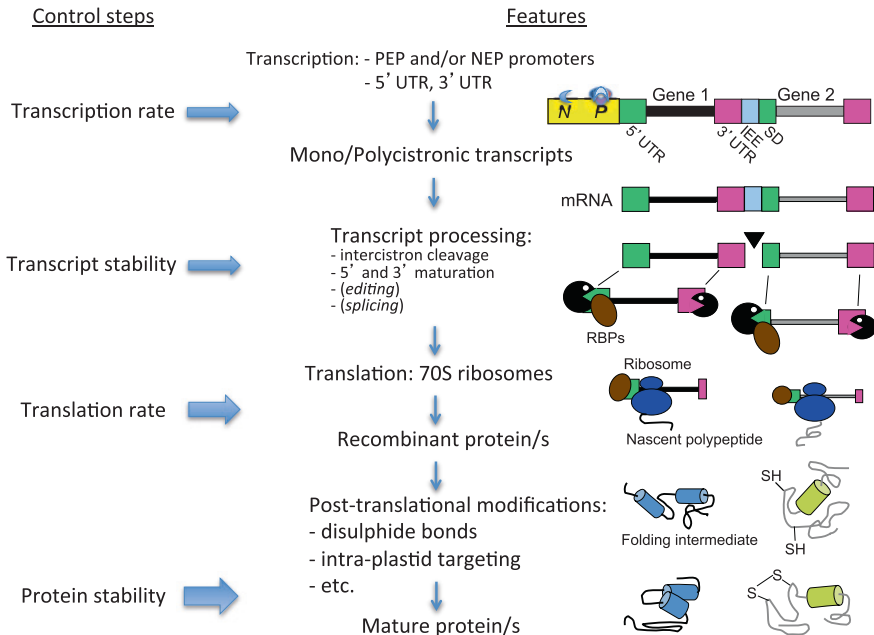 Control steps
Features
Transcription: - PEP and/or NEP promoters
- 5' UTR, 3' UTR
Transcription rate
N P
Gene 1
Gene 2
5' UTR
3' UTR
IEE
SD
Mono/Polycistronic transcripts
mRNA
Transcript processing:
- intercistron cleavage
- 5' and 3' maturation
- (editing)
- (splicing)
Transcript stability
RBPs
Translation: 70S ribosomes
Ribosome
Translation rate
Recombinant protein/s
Nascent polypeptide
Post-translational modifications:
- disulphide bonds
- intra-plastid targeting
- etc.
SH
Folding intermediate
SH
Protein stability
S
S
Mature protein/s